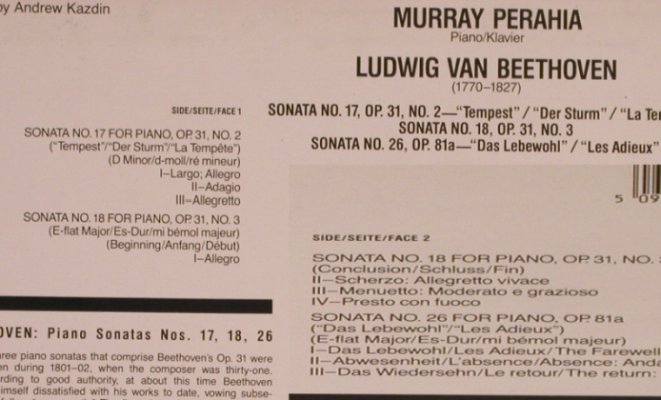 by Andrew Kazdin
MURRAY PERAHIA
Piano/Klavier
LUDWIG VAN BEETHOVEN
(1770–1827)
SONATA NO. 17, OP. 31, NO. 2—“Tempest” / “Der Sturm” / “La
SONATA NO. 18, OP. 31, NO. 3
SONATA NO. 26, OP. 81a—“Das Lebewohl” / “Les Adieux”
SIDE/SEITE/FACE 1
SONATA NO. 17 FOR PIANO, OP. 31, NO. 2
(“Tempest”/“Der Sturm”/“La Tempête”)
(D Minor/d-moll/ré mineur)
I–Largo; Allegro
II–Adagio
III–Allegretto
SONATA NO. 18 FOR PIANO, OP. 31, NO. 3
(E-flat Major/Es-Dur/mi bémol majeur)
(Beginning/Anfang/Début)
I–Allegro
5 09
SIDE/SEITE/FACE 2
SONATA NO. 18 FOR PIANO, OP. 31, NO.
(Conclusion/Schluss/Fin)
II–Scherzo: Allegretto vivace
III–Menuetto: Moderato e grazioso
IV–Presto con fuoco
SONATA NO. 26 FOR PIANO, OP. 81a
(“Das Lebewohl”/“Les Adieux”)
(E-flat Major/Es-Dur/mi bémol majeur)
I–Das Lebewohl/Les Adieux/The Farewell
II–Abwesenheit/L'absence/Absence:
III–Das Wiedersehn/Le retour/The return:
OVEN: Piano Sonatas Nos. 17, 18, 26
three piano sonatas that comprise Beethoven's Op. 31 were
during 1801–02, when the composer was thirty-one.
to good authority, at about this time Beethoven
himself dissatisfied with his works to date, vowing